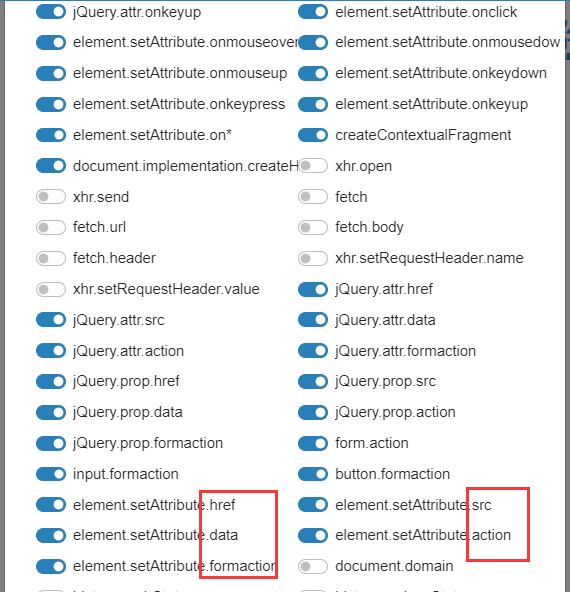 jQuery.attr.onkeyup element.setAttribute.onclick
element.setAttribute.onmouseover element.setAttribute.onmousedow
element.setAttribute.onmouseup element.setAttribute.onkeydown
element.setAttribute.onkeypress element.setAttribute.onkeyup
element.setAttribute.on* createContextualFragment
document.implementation.createH xhr.open
xhr.send fetch
fetch.url fetch.body
fetch.header xhr.setRequestHeader.name
xhr.setRequestHeader.value jQuery.attr.href
jQuery.attr.src jQuery.attr.data
jQuery.attr.action jQuery.attr.formaction
jQuery.prop.href jQuery.prop.src
jQuery.prop.data jQuery.prop.action
jQuery.prop.formaction form.action
input.formaction button.formaction
element.setAttribute.href element.setAttribute.src
element.setAttribute.data element.setAttribute.action
element.setAttribute.formaction document.domain